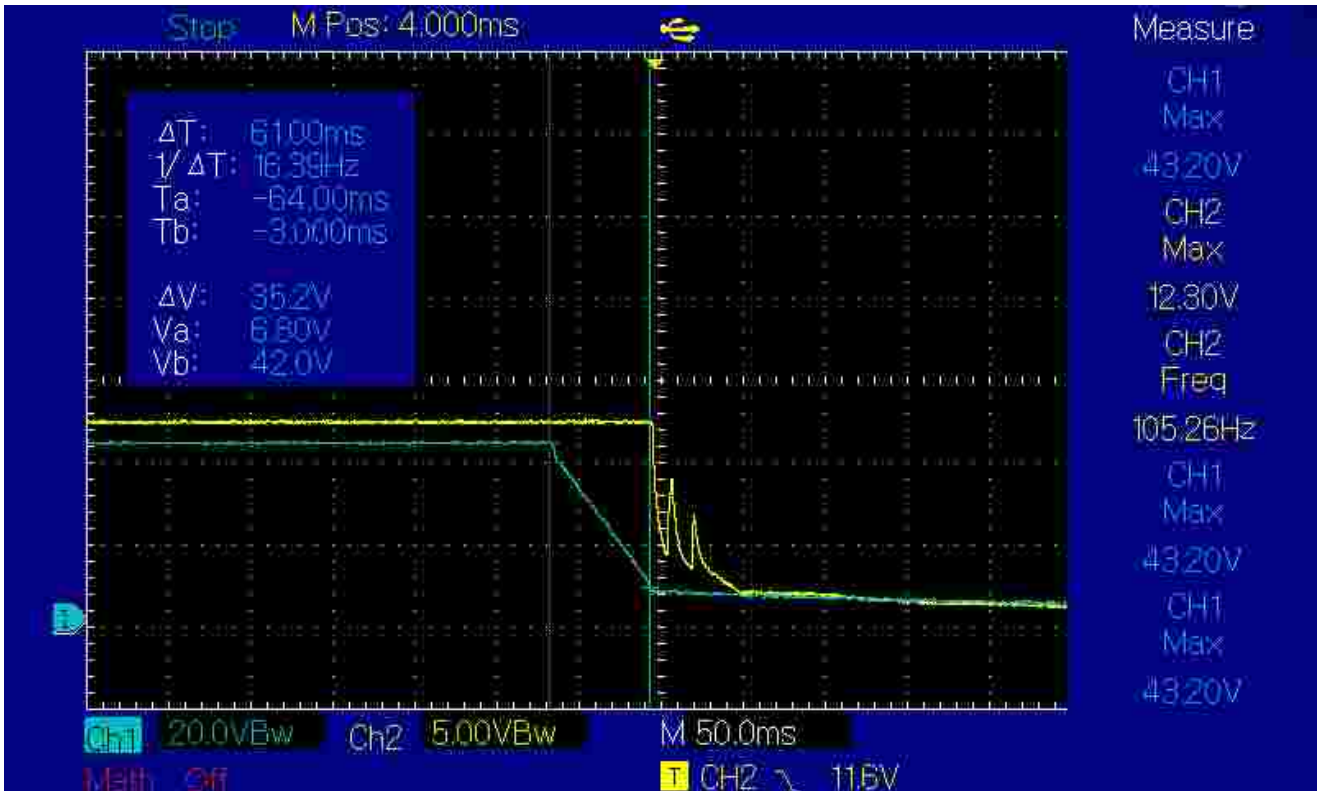 Stop M Pos: 4.000ms
Measure
ΔT: 61.00ms
1/ΔT: 16.39Hz
Ta: -64.00ms
Tb: -3.000ms
ΔV: 35.2V
Va: 6.80V
Vb: 42.0V
CH1
Max
43.20V
CH2
Max
12.80V
CH2
Freq
105.26Hz
CH1
Max
43.20V
CH1
Max
43.20V
1
Ch1 20.0VBw Ch2 5.00VBw M 50.0ms
Math Off T CH2 11.6V